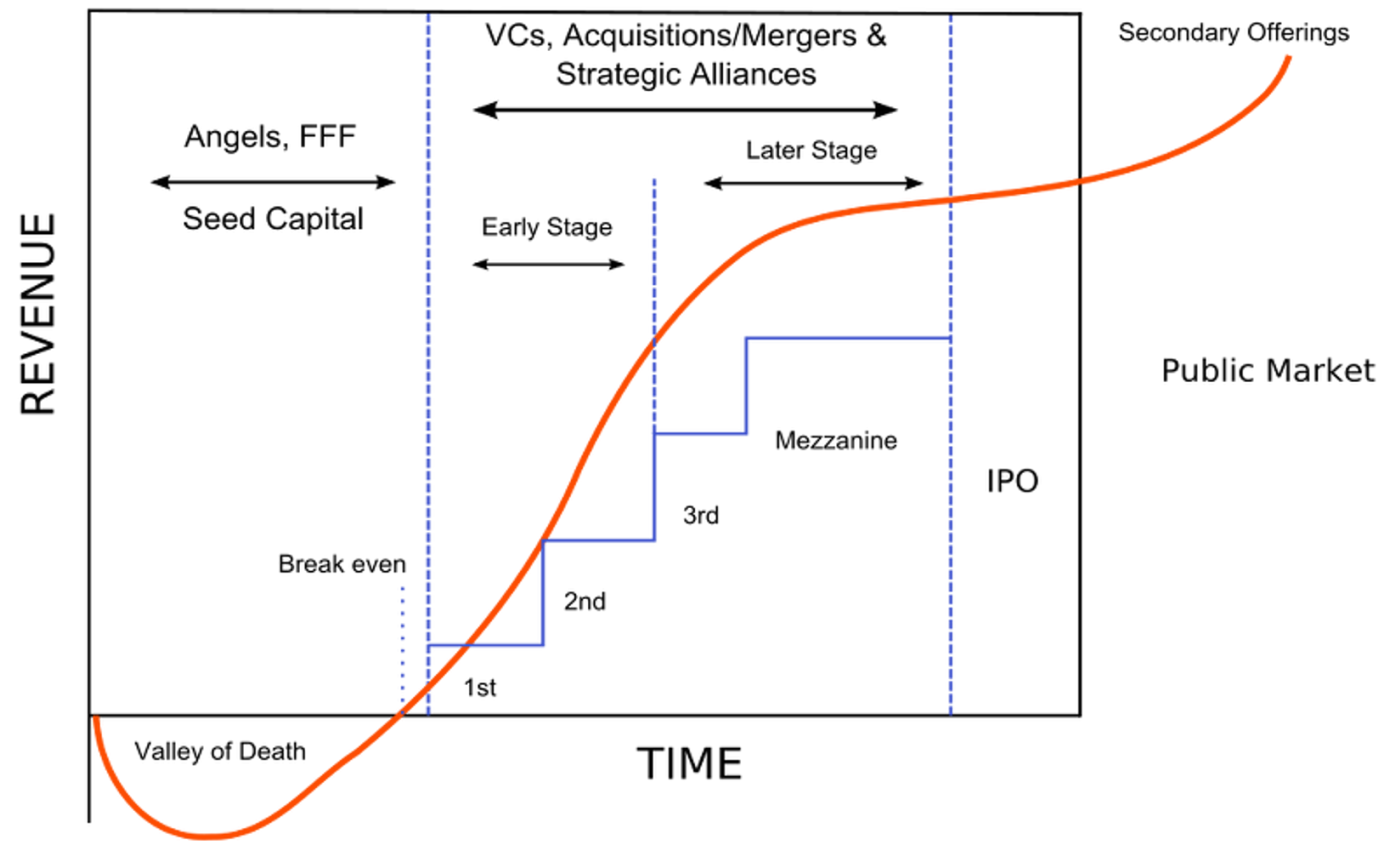 VCs, Acquisitions/Mergers &
Strategic Alliances
Secondary Offerings
Angels, FFF
Seed Capital
Later Stage
Early Stage
REVENUE
Public Market
Mezzanine
IPO
3rd
Break even
2nd
1st
Valley of Death
TIME